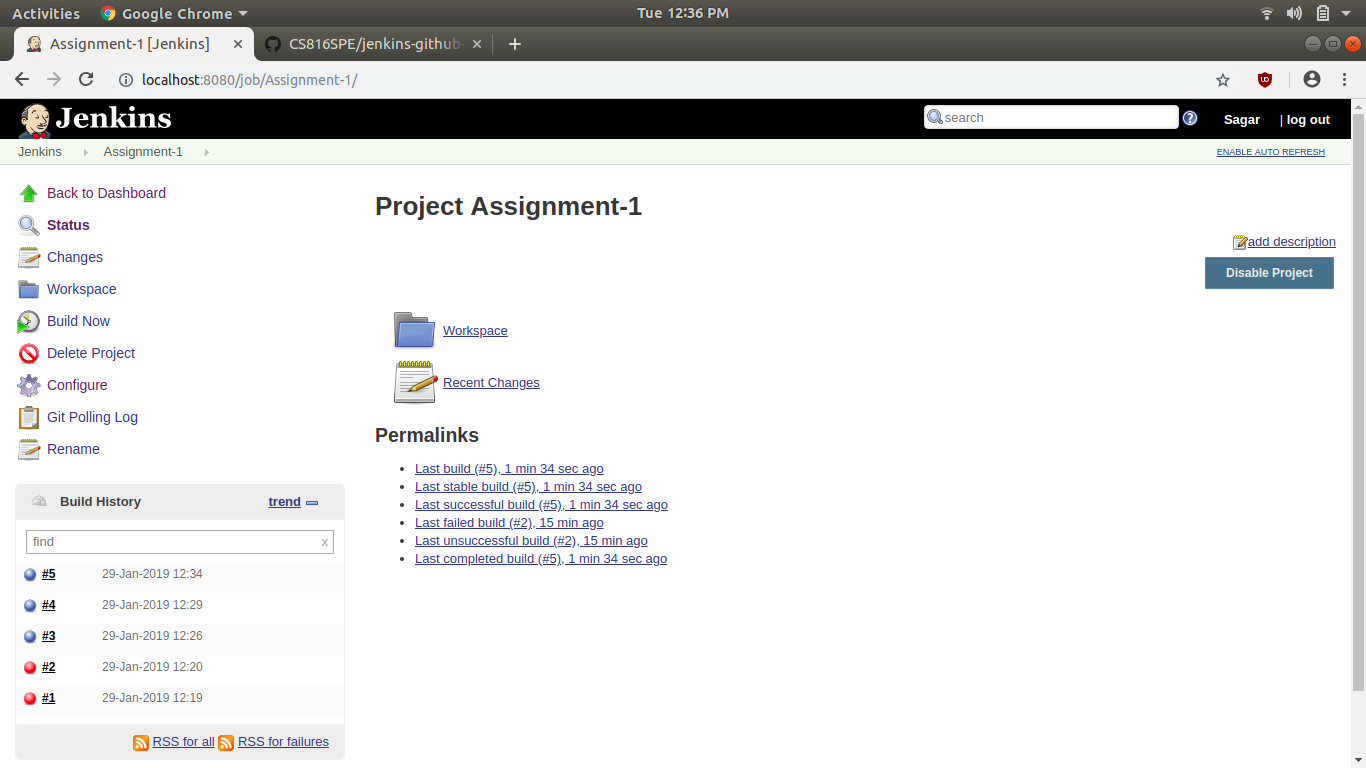 Activities Google Chrome Tue 12:36 PM
Assignment-1 [Jenkins] CS816SPE/jenkins-github
localhost:8080/job/Assignment-1/
Jenkins search Sagar | log out
Jenkins Assignment-1 ENABLE AUTO REFRESH
Back to Dashboard
Status
Changes
Workspace
Build Now
Delete Project
Configure
Git Polling Log
Rename
Build History trend
find x
#5 29-Jan-2019 12:34
#4 29-Jan-2019 12:29
#3 29-Jan-2019 12:26
#2 29-Jan-2019 12:20
#1 29-Jan-2019 12:19
RSS for all RSS for failures
Project Assignment-1
add description
Disable Project
Workspace
Recent Changes
Permalinks
Last build (#5), 1 min 34 sec ago
Last stable build (#5), 1 min 34 sec ago
Last successful build (#5), 1 min 34 sec ago
Last failed build (#2), 15 min ago
Last unsuccessful build (#2), 15 min ago
Last completed build (#5), 1 min 34 sec ago